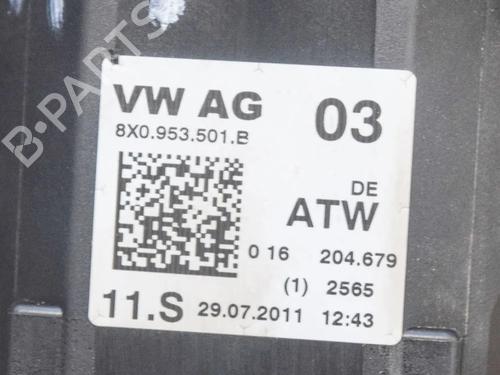 B-PARTS
VW AG 03
8X0.953.501.B
DE
ATW
0 16 204.679
(1) 2565
11.S 29.07.2011 12:43